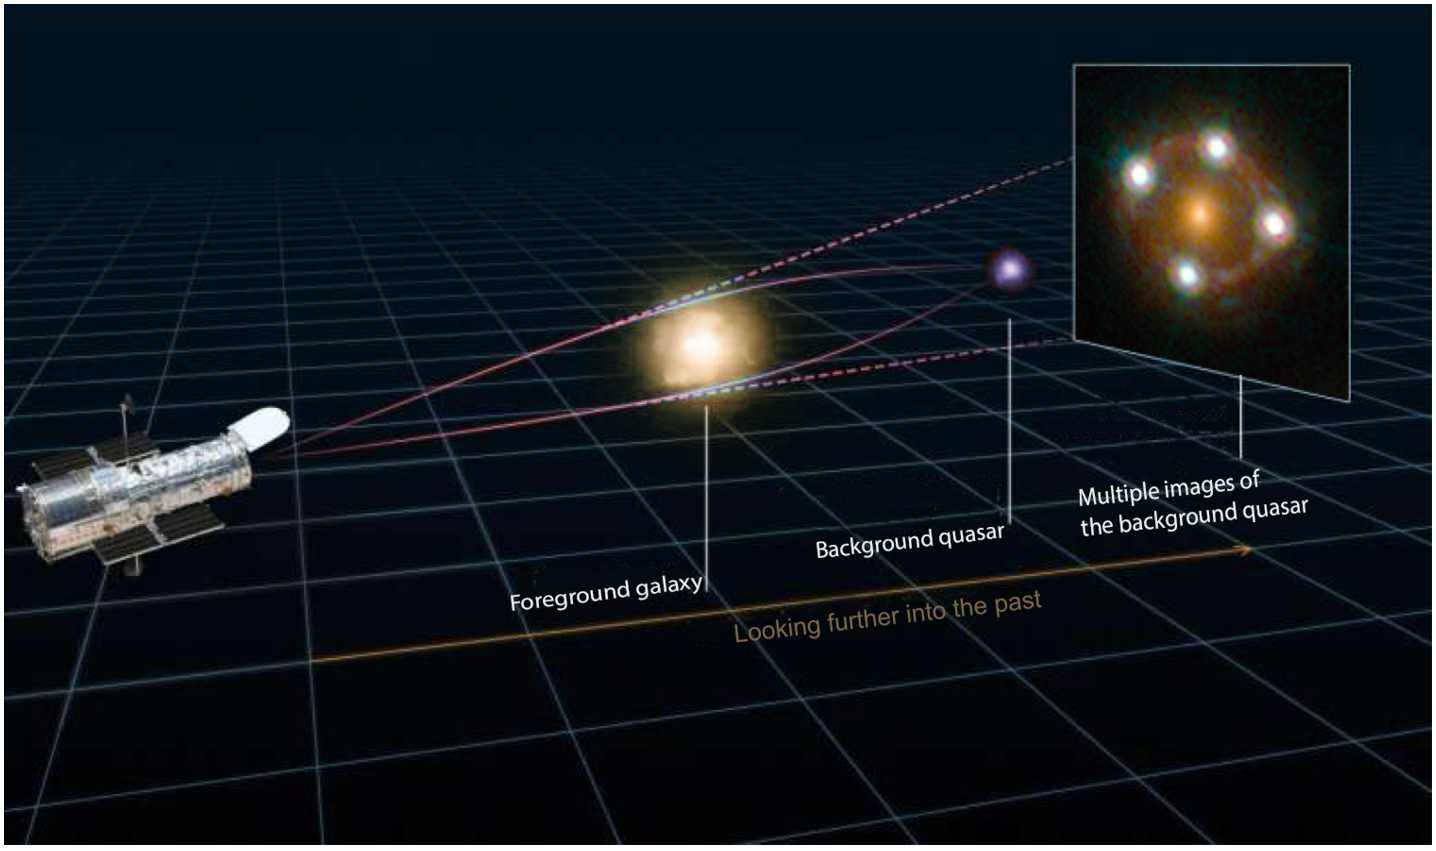 Multiple images of
the background quasar
Background quasar
Foreground galaxy
Looking further into the past